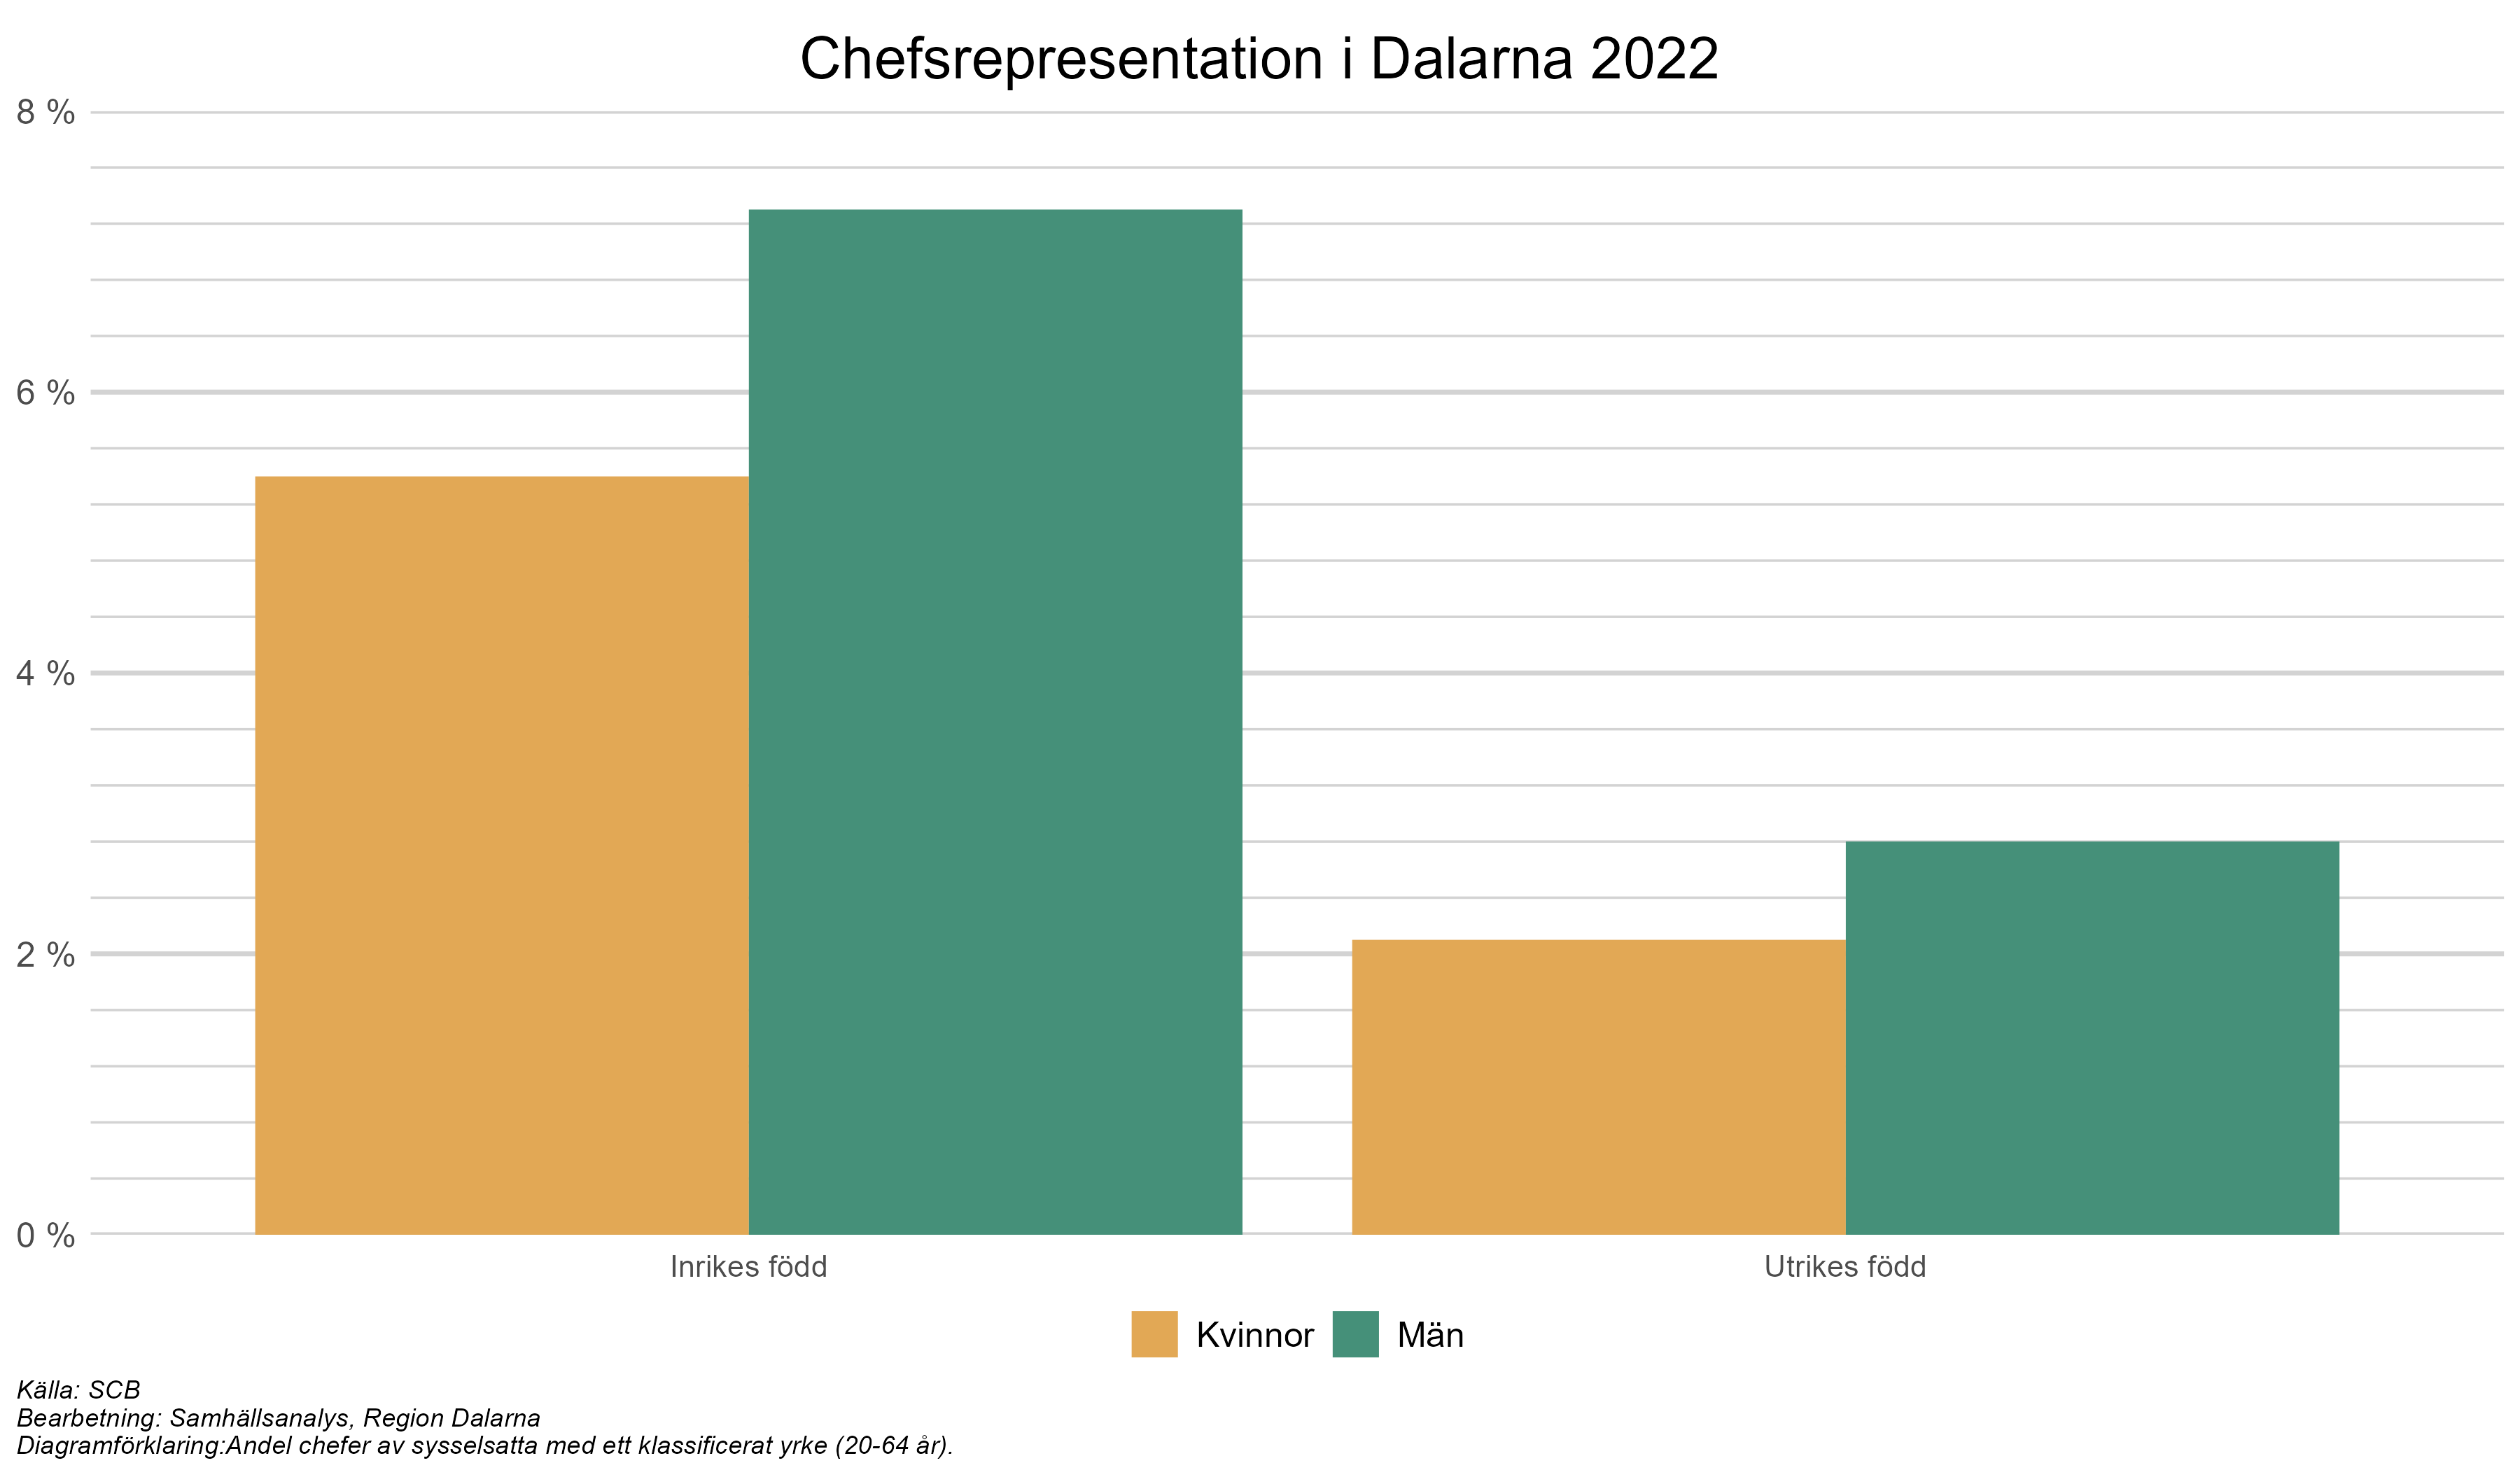 Chefsrepresentation i Dalarna 2022
8 %
6 %
4 %
2 %
0 %
Inrikes född
Utrikes född
Kvinnor
Män
Källa: SCB
Bearbetning: Samhällsanalys, Region Dalarna
Diagramförklaring:Andel chefer av sysselsatta med ett klassificerat yrke (20-64 år).